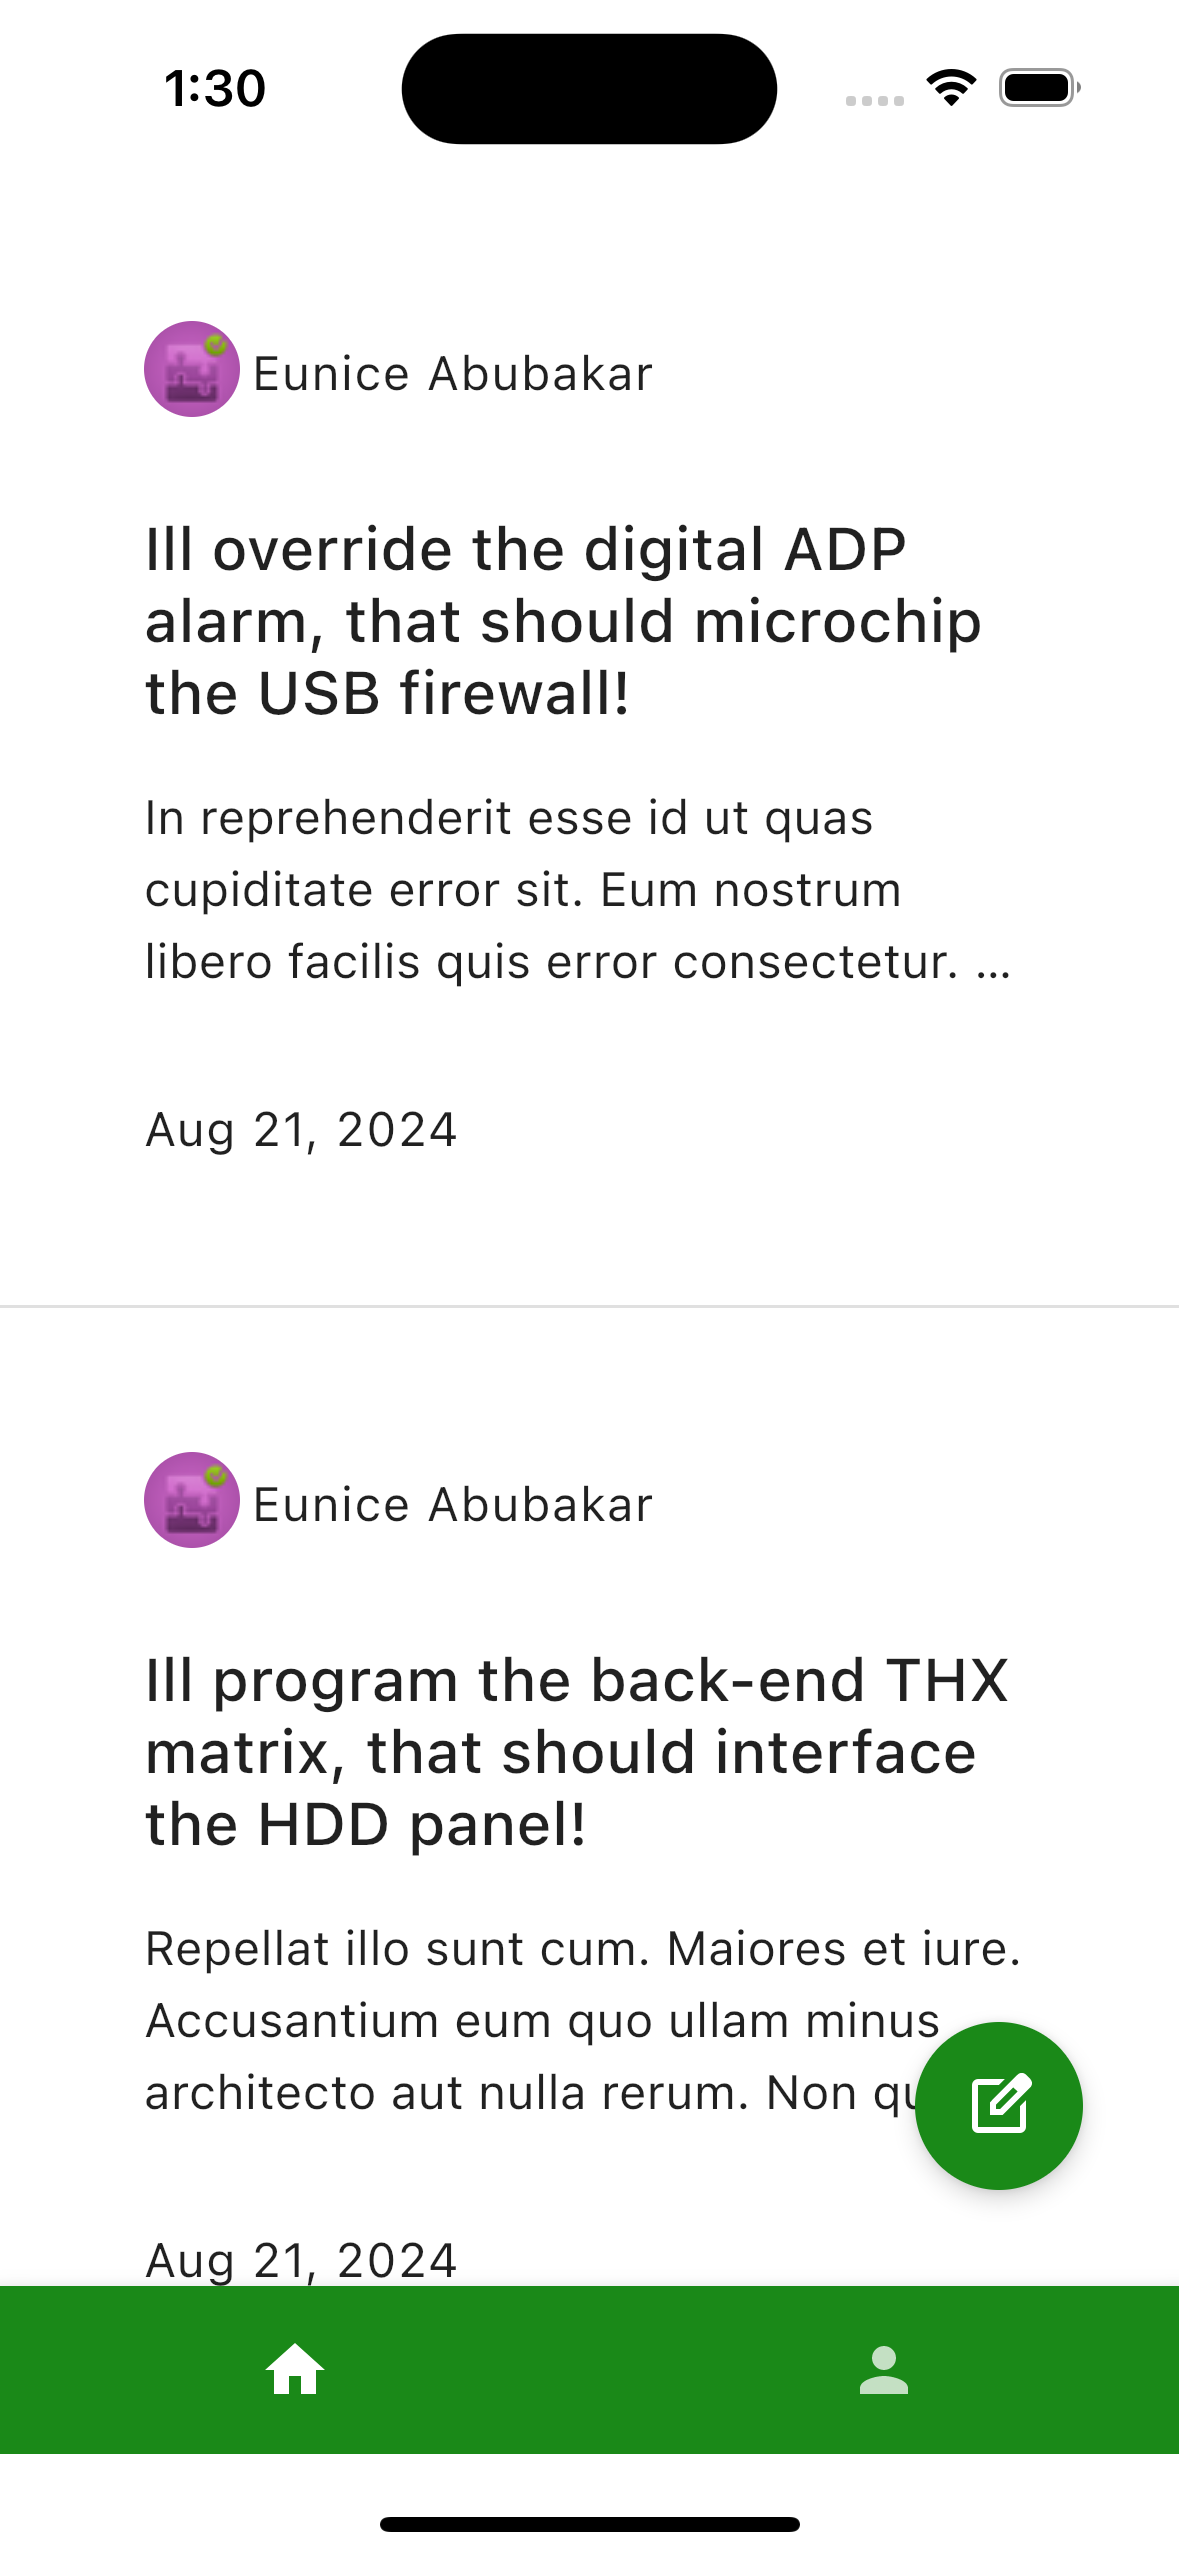 1:30
Eunice Abubakar
Ill override the digital ADP
alarm, that should microchip
the USB firewall!
In reprehenderit esse id ut quas
cupiditate error sit. Eum nostrum
libero facilis quis error consectetur. ...
Aug 21, 2024
Eunice Abubakar
Ill program the back-end THX
matrix, that should interface
the HDD panel!
Repellat illo sunt cum. Maiores et iure.
Accusantium eum quo ullam minus
architecto aut nulla rerum. Non
Aug 21, 2024